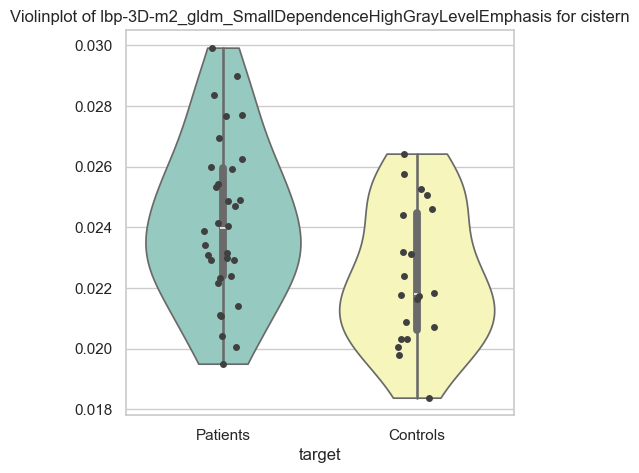 Violinplot of lbp-3D-m2_gldm_SmallDependenceHighGrayLevelEmphasis for cistern
0.030
0.028
0.026
0.024
0.022
0.020
0.018
Patients Controls
target